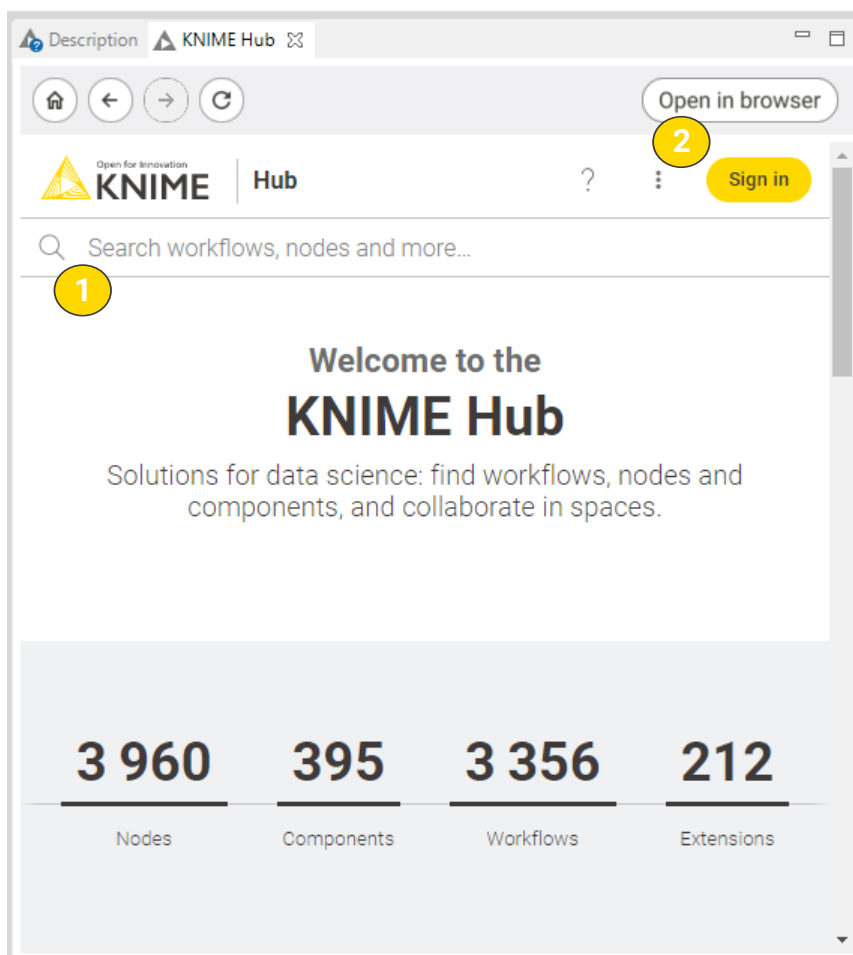 Description KNIME Hub
Open in browser
2
Open for Innovation
KNIME Hub ? Sign in
Search workflows, nodes and more...
1
Welcome to the
KNIME Hub
Solutions for data science: find workflows, nodes and
components, and collaborate in spaces.
3 960 395 3 356 212
Nodes Components Workflows Extensions